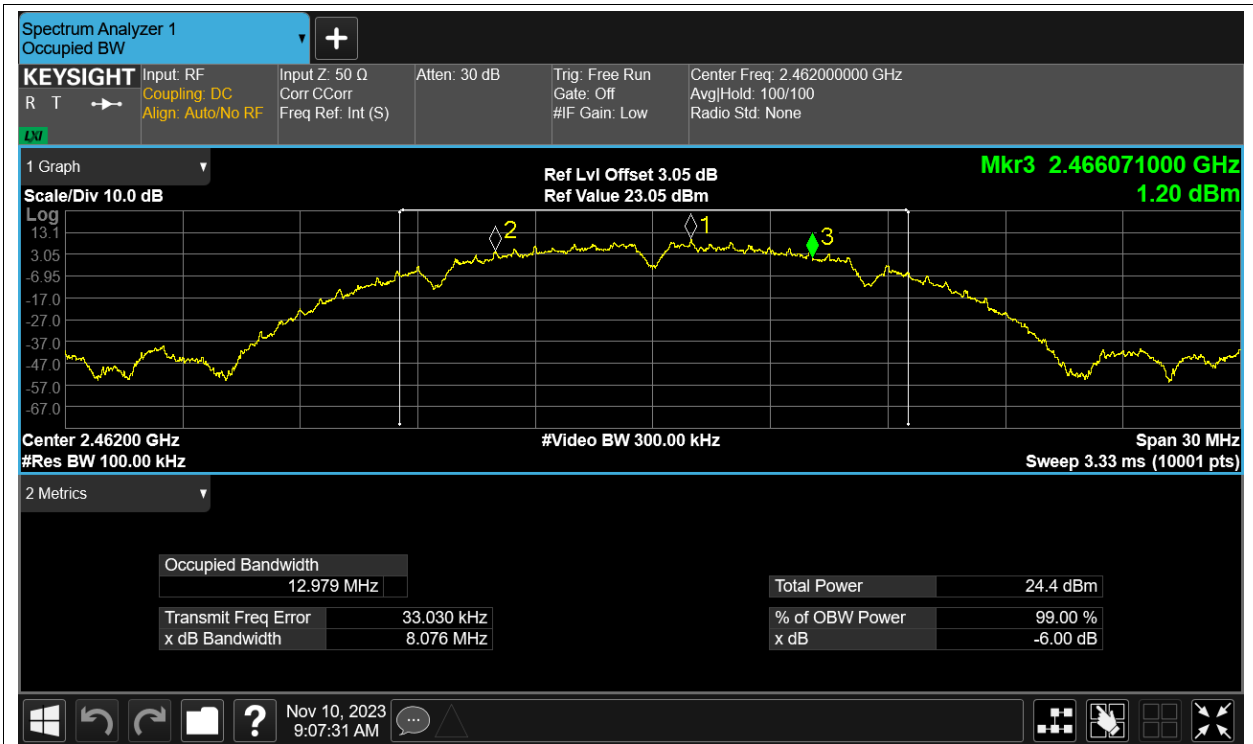 Spectrum Analyzer 1
Occupied BW
KEYSIGHT
R T
LXI
Input: RF
Coupling: DC
Align: Auto/No RF
Input Z: 50 Ω
Corr CCorr
Freq Ref: Int (S)
Atten: 30 dB
Trig: Free Run
Gate: Off
#IF Gain: Low
Center Freq: 2.462000000 GHz
Avg|Hold: 100/100
Radio Std: None
1 Graph
Scale/Div 10.0 dB
Ref Lvl Offset 3.05 dB
Ref Value 23.05 dBm
Mkr3 2.466071000 GHz
1.20 dBm
Log
13.1
3.05
-6.95
-17.0
-27.0
-37.0
-47.0
-57.0
-67.0
2
1
3
Center 2.46200 GHz
#Res BW 100.00 kHz
#Video BW 300.00 kHz
Span 30 MHz
Sweep 3.33 ms (10001 pts)
2 Metrics
Occupied Bandwidth
12.979 MHz
Transmit Freq Error 33.030 kHz
x dB Bandwidth 8.076 MHz
Total Power 24.4 dBm
% of OBW Power 99.00 %
x dB -6.00 dB
?
Nov 10, 2023
9:07:31 AM